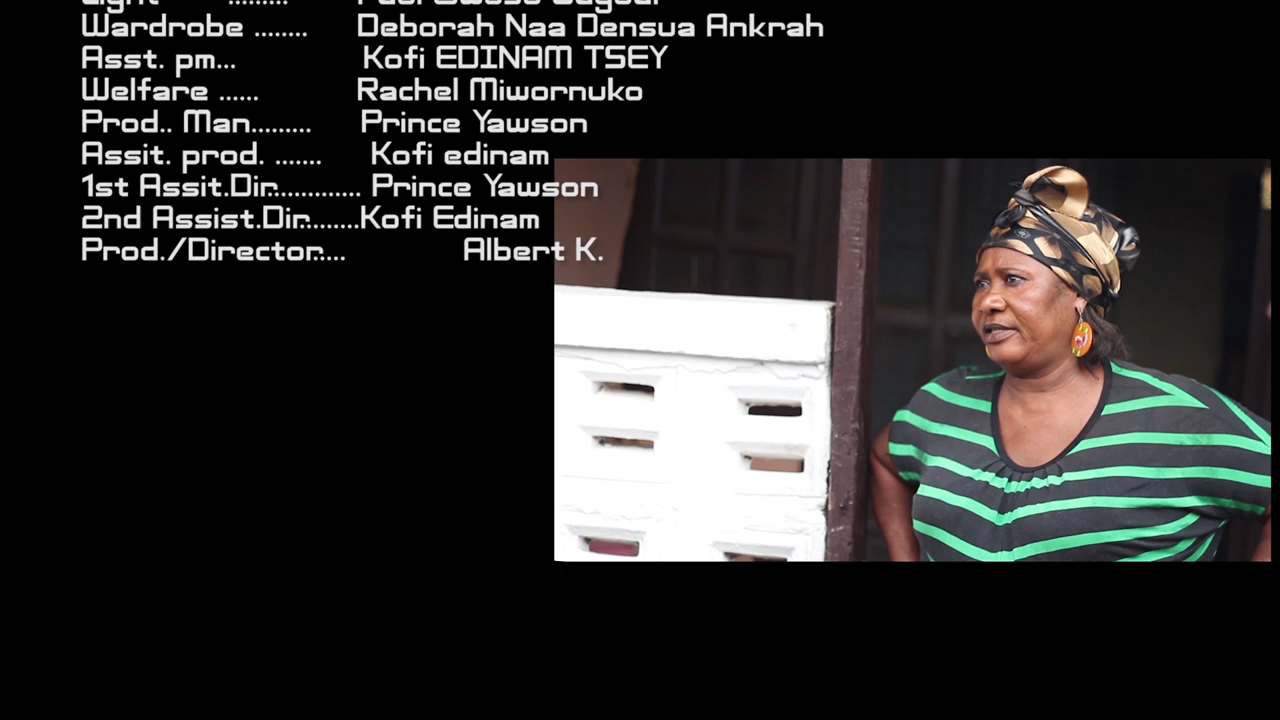 Wardrobe ........ Deborah Naa Densua Ankrah
Asst. pm... Kofi EDINAM TSEY
Welfare ...... Rachel Miwornuko
Prod.. Man......... Prince Yawson
Assit. prod. ....... Kofi edinam
1st Assit.Dir............. Prince Yawson
2nd Assist.Dir........Kofi Edinam
Prod./Director..... Albert K.